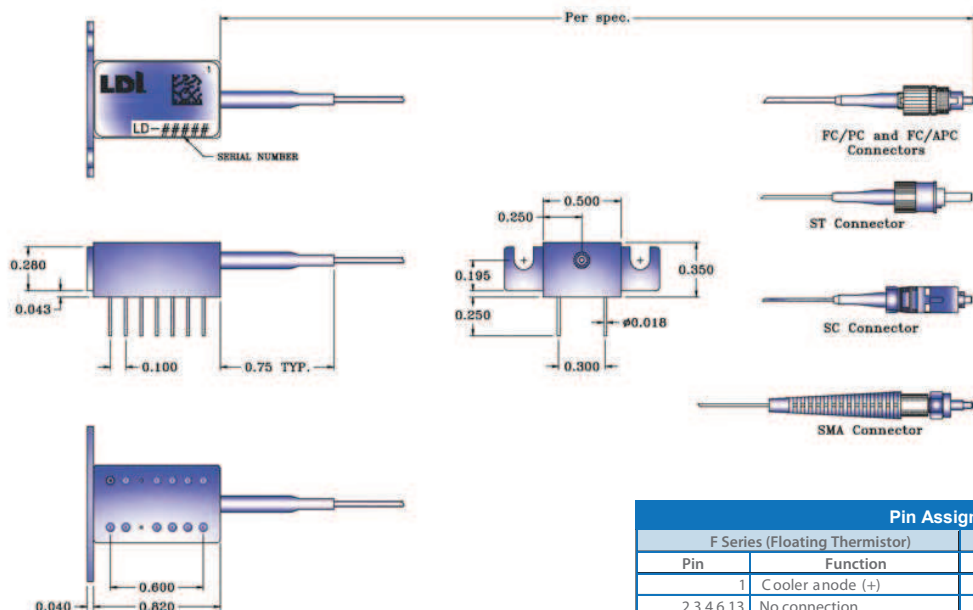 Per spec.
LDI
1
LD-#####
SERIAL NUMBER
FC/PC and FC/APC
Connectors
0.500
0.250
ST Connector
0.280
0.195
0.350
0.043
0.250
ø0.018
SC Connector
0.100
0.75 TYP.
0.300
SMA Connector
0.600
0.040
0.820
Pin Assign
F Series (Floating Thermistor)
Pin
Function
1
Cooler anode (+)
2,3,4,6,13
No connection